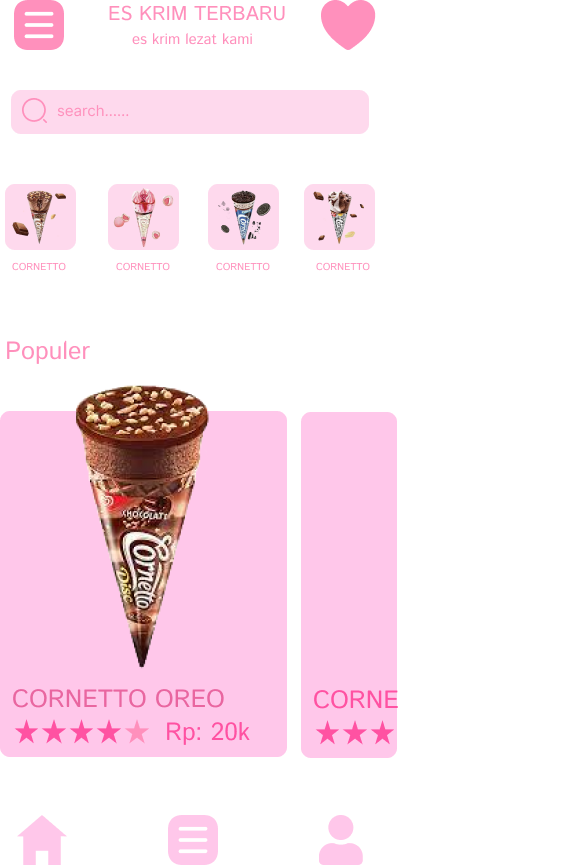 ES KRIM TERBARU
es krim lezat kami
search......
CORNETTO CORNETTO CORNETTO CORNETTO
Populer
CHOCOLATE
Cornetto
Disc
CORNETTO OREO
Rp: 20k
CORNE